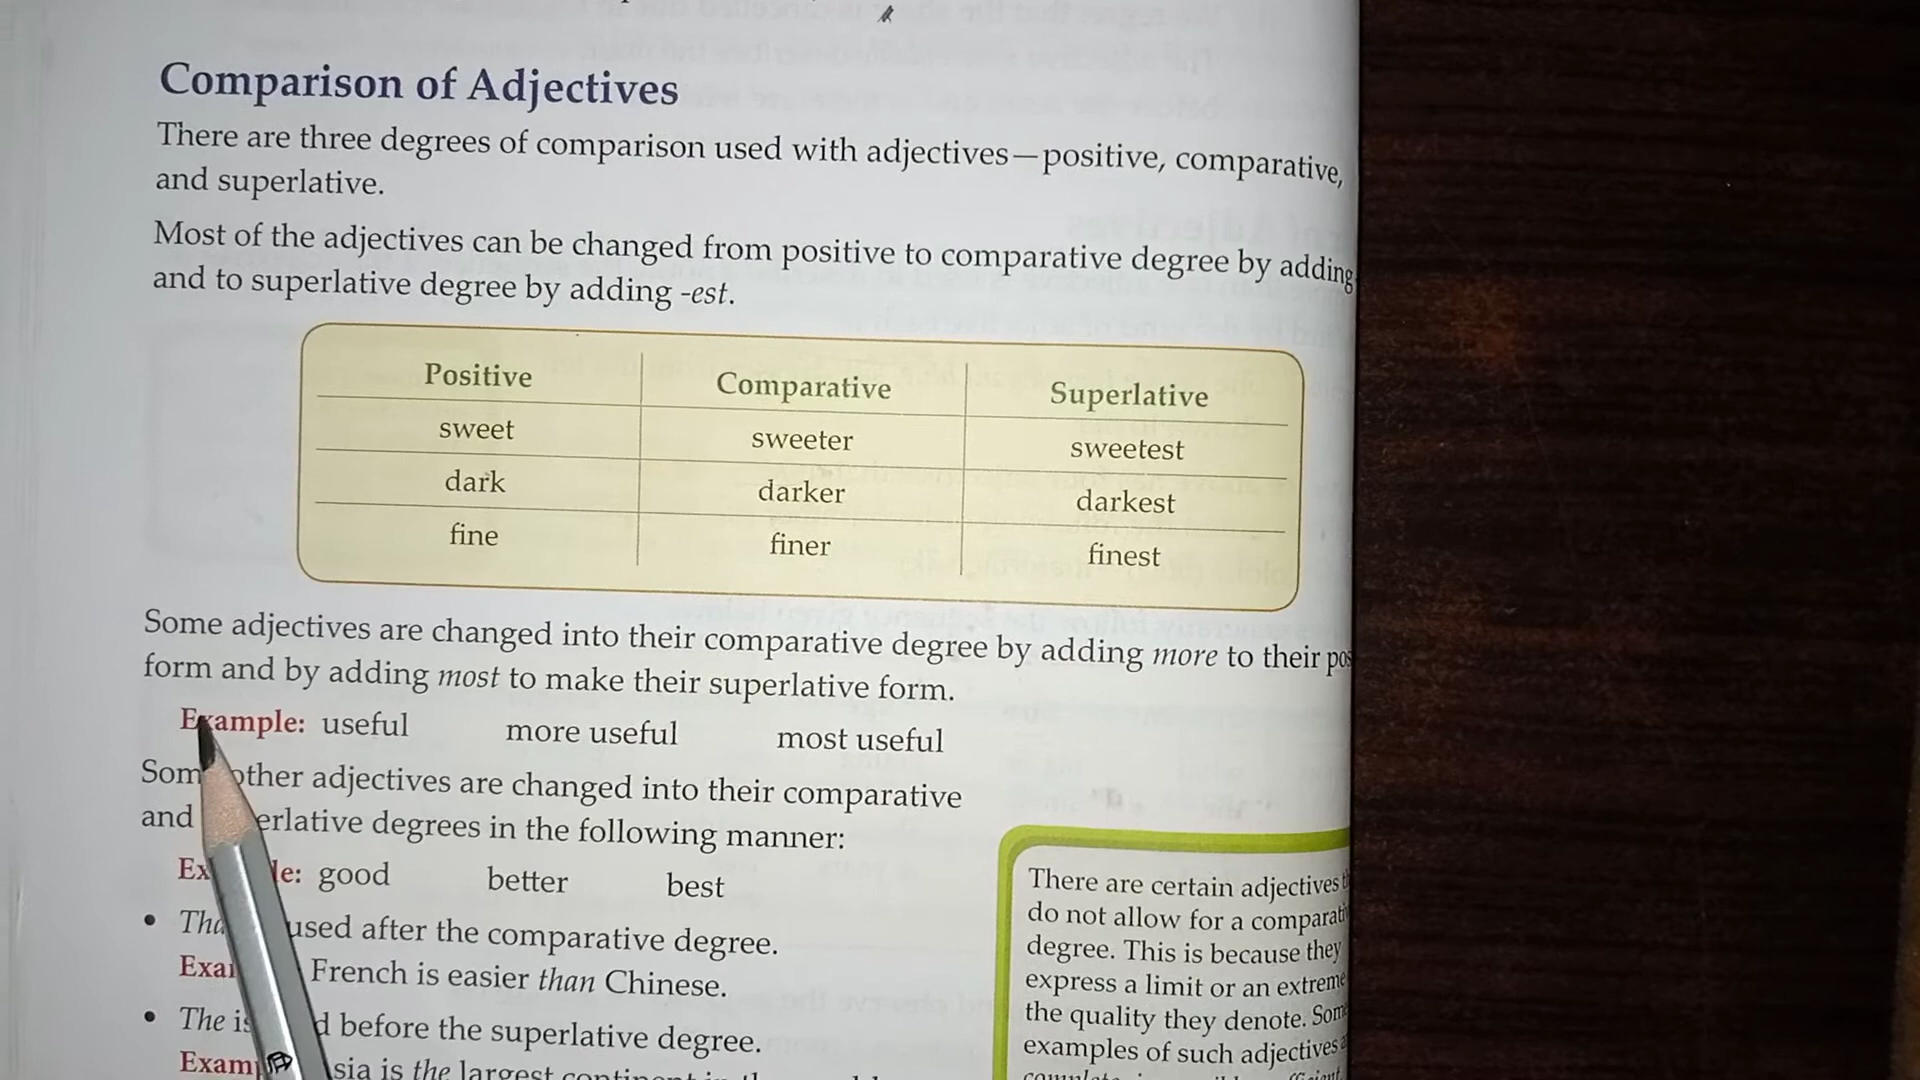 Comparison of Adjectives
There are three degrees of comparison used with adjectives—positive, comparative,
and superlative.
Most of the adjectives can be changed from positive to comparative degree by adding
and to superlative degree by adding -est.
Positive Comparative Superlative
sweet sweeter sweetest
dark darker darkest
fine finer finest
Some adjectives are changed into their comparative degree by adding more to their
form and by adding most to make their superlative form.
Example: useful more useful most useful
other adjectives are changed into their comparative
and degrees in the following manner:
good better best
• used after the comparative degree.
French is easier than Chinese.
• The before the superlative degree.
is the largest continent in
There are certain adjectives
do not allow for a
degree. This is because they
express a limit or an extreme
the quality they denote.
examples of such adjectives